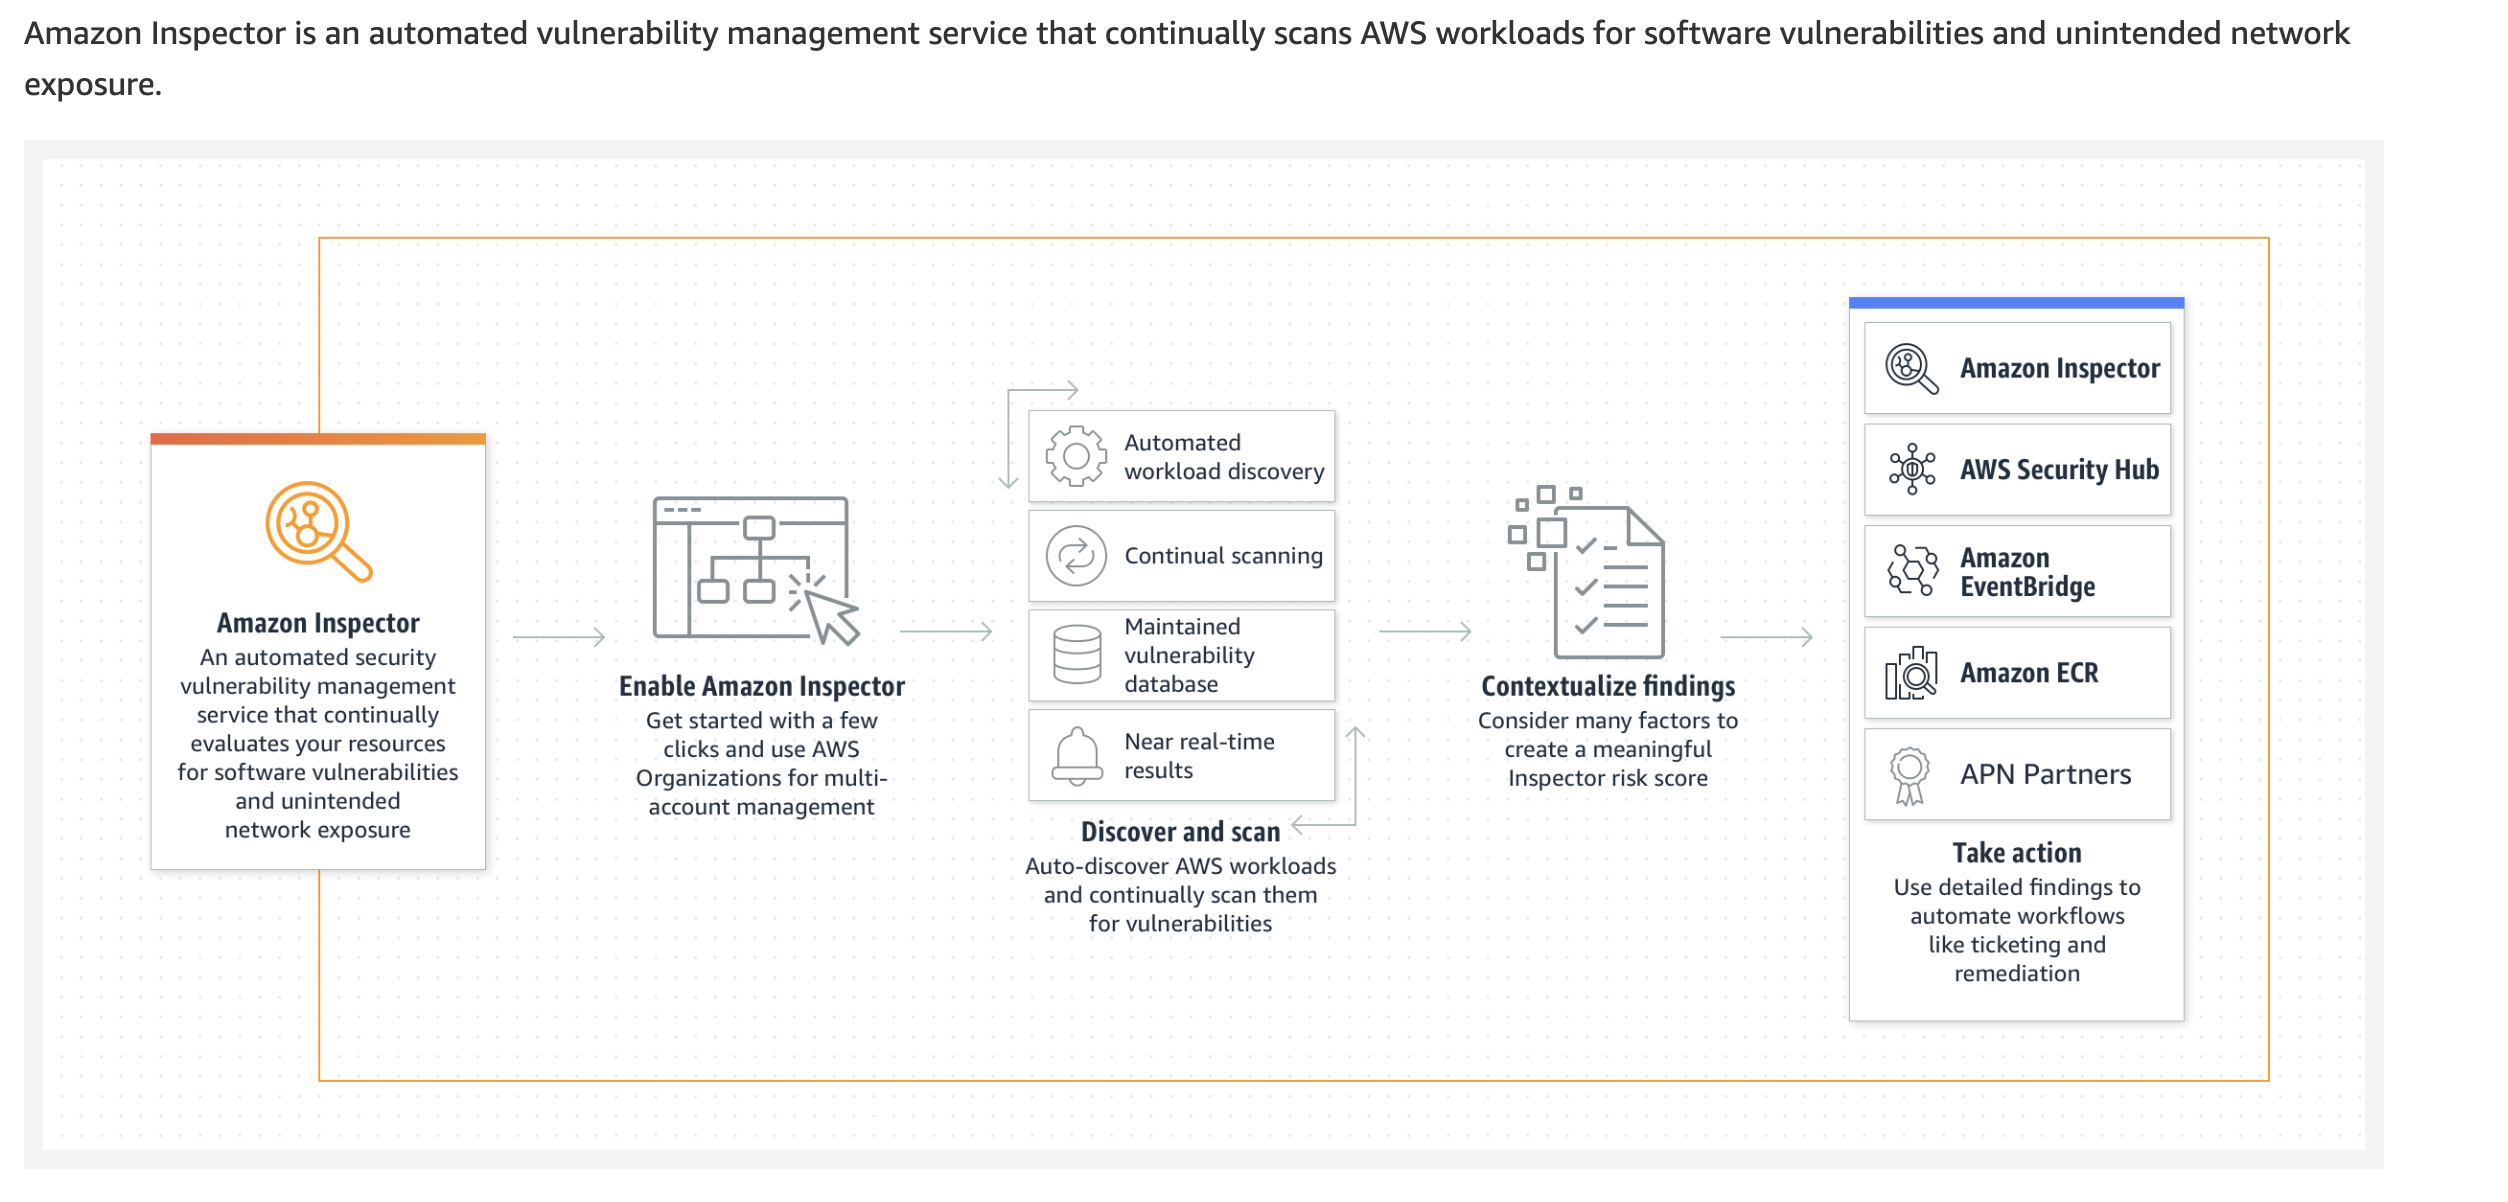 Amazon Inspector is an automated vulnerability management service that continually scans AWS workloads for software vulnerabilities and unintended network
exposure.
Amazon Inspector
An automated security
vulnerability management
service that continually
evaluates your resources
for software vulnerabilities
and unintended
network exposure
Enable Amazon Inspector
Get started with a few
clicks and use AWS
Organizations for multi-
account management
Automated
workload discovery
Continual scanning
Maintained
vulnerability
database
Near real-time
results
Discover and scan
Auto-discover AWS workloads
and continually scan them
for vulnerabilities
Contextualize findings
Consider many factors to
create a meaningful
Inspector risk score
Amazon Inspector
AWS Security Hub
Amazon
EventBridge
Amazon ECR
APN Partners
Take action
Use detailed findings to
automate workflows
like ticketing and
remediation